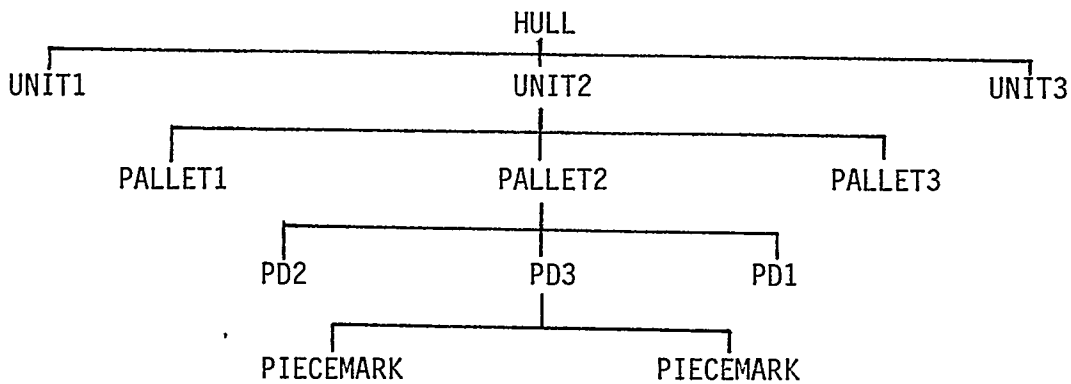 HULL
UNIT1 UNIT2 UNIT3
PALLET1 PALLET2 PALLET3
PD2 PD3 PD1
PIECEMARK PIECEMARK